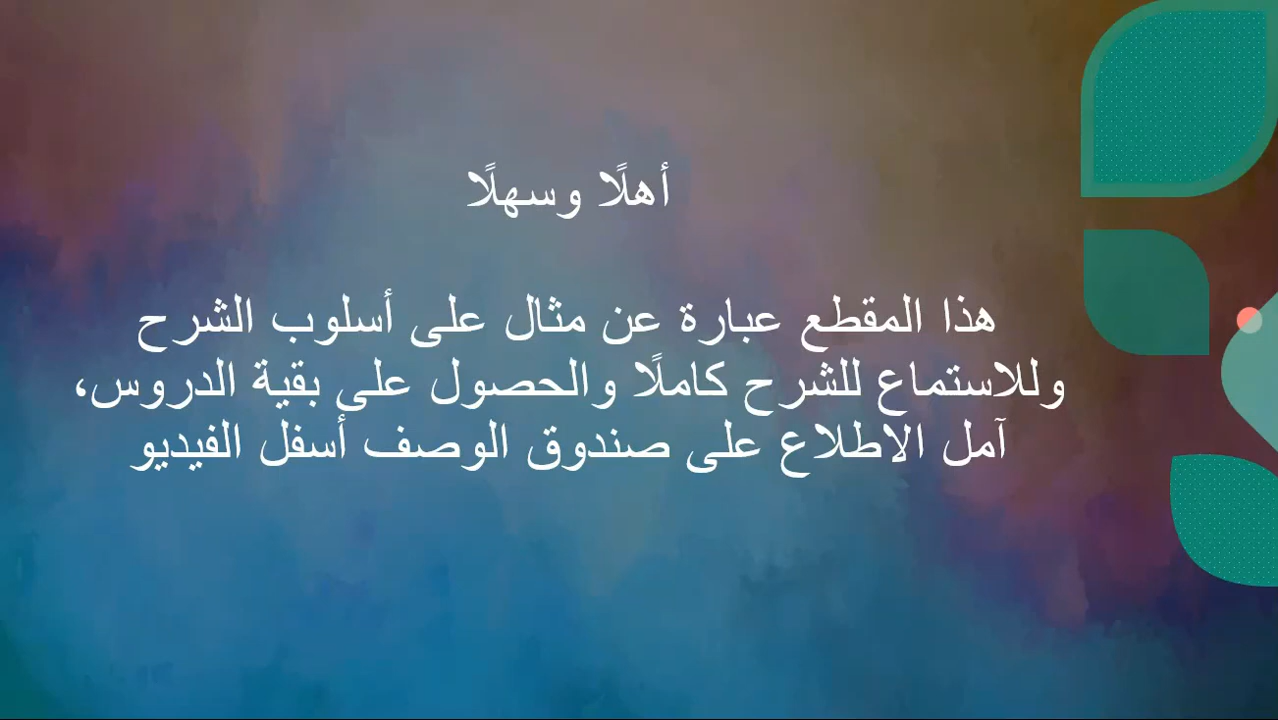 أهلًا وسهلًا
هذا المقطع عبارة عن مثال على أسلوب الشرح
وللاستماع للشرح كاملًا والحصول على بقية الدروس،
آمل الاطلاع على صندوق الوصف أسفل الفيديو